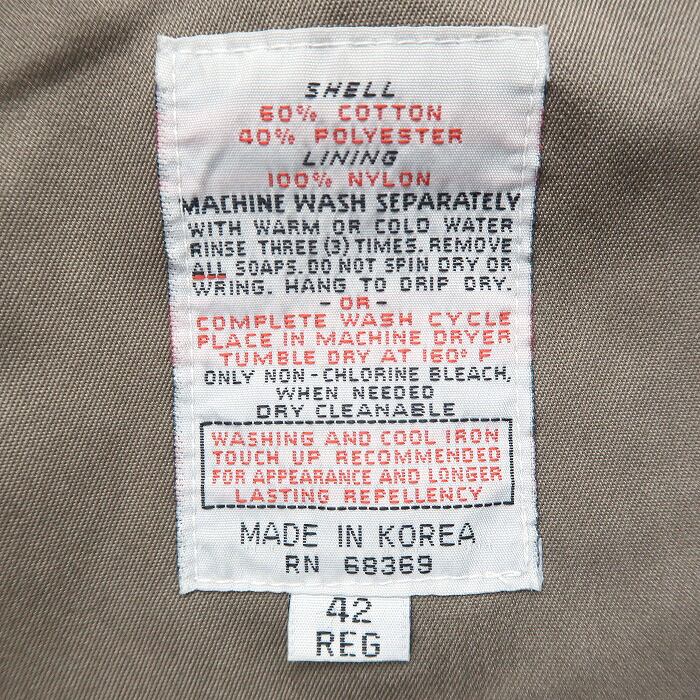 SHELL
60% COTTON
40% POLYESTER
LINING
100% NYLON
MACHINE WASH SEPARATELY
WITH WARM OR COLD WATER
RINSE THREE (3) TIMES. REMOVE
ALL SOAPS. DO NOT SPIN DRY OR
WRING. HANG TO DRIP DRY.
- OR -
COMPLETE WASH CYCLE
PLACE IN MACHINE DRYER
TUMBLE DRY AT 160° F
ONLY NON - CHLORINE BLEACH,
WHEN NEEDED
DRY CLEANABLE
WASHING AND COOL IRON
TOUCH UP RECOMMENDED
FOR APPEARANCE AND LONGER
LASTING REPELLENCY
MADE IN KOREA
RN 68369
42
REG